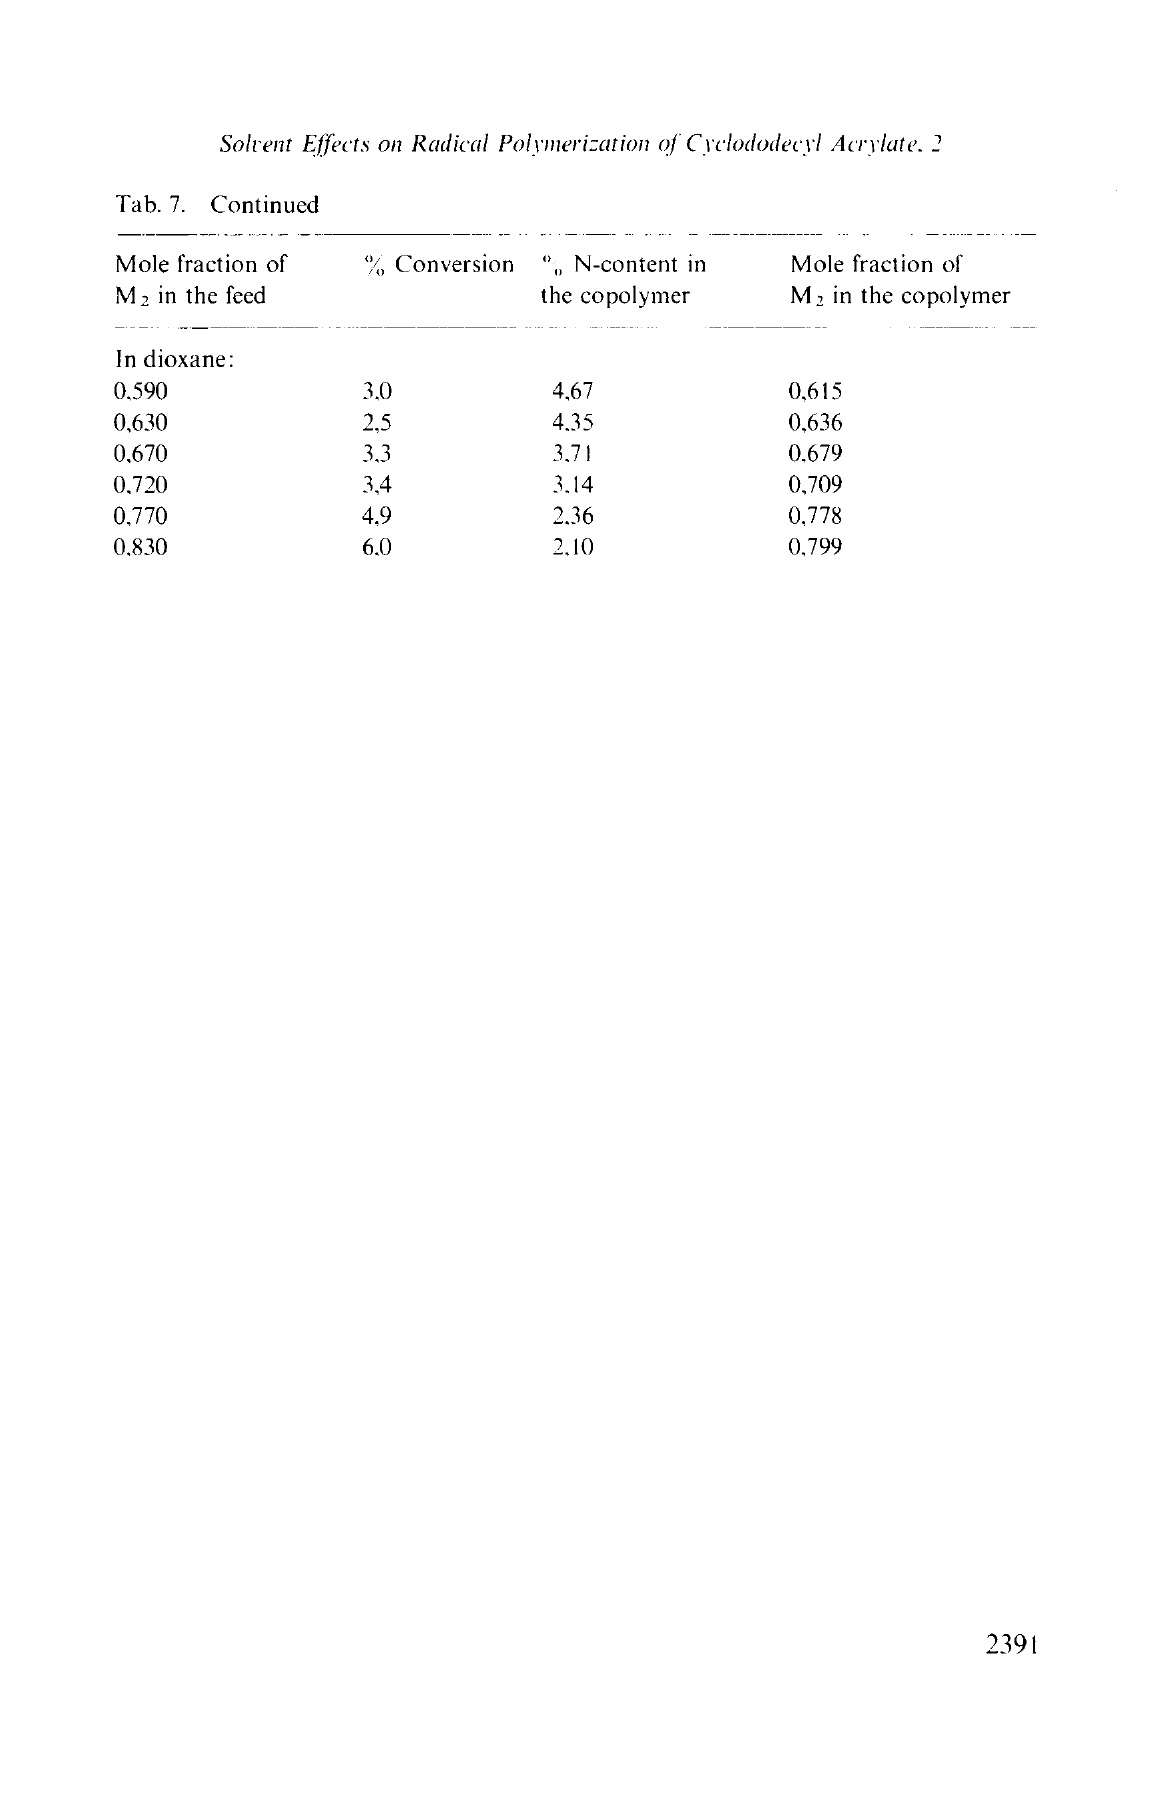 Solvent Effects on Radical Polymerization of Cyclododecyl Acrylate. 2
Tab. 7. Continued
Mole fraction of % Conversion % N-content in Mole fraction of
M₂ in the feed the copolymer M₂ in the copolymer
In dioxane:
0,590 3,0 4,67 0,615
0,630 2,5 4,35 0,636
0,670 3,3 3,71 0,679
0,720 3,4 3,14 0,709
0,770 4,9 2,36 0,778
0,830 6,0 2,10 0,799
2391